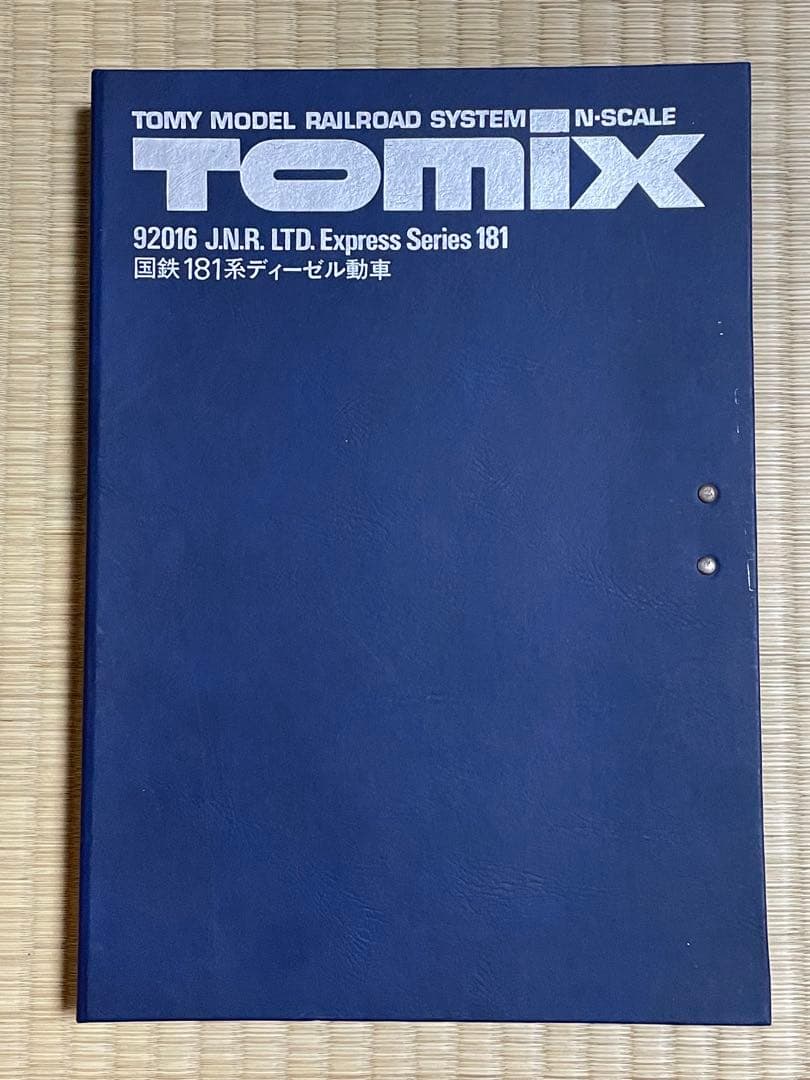 TOMY MODEL RAILROAD SYSTEM N·SCALE
TOMIX
92016 J.N.R. LTD. Express Series 181
国鉄181系ディーゼル動車